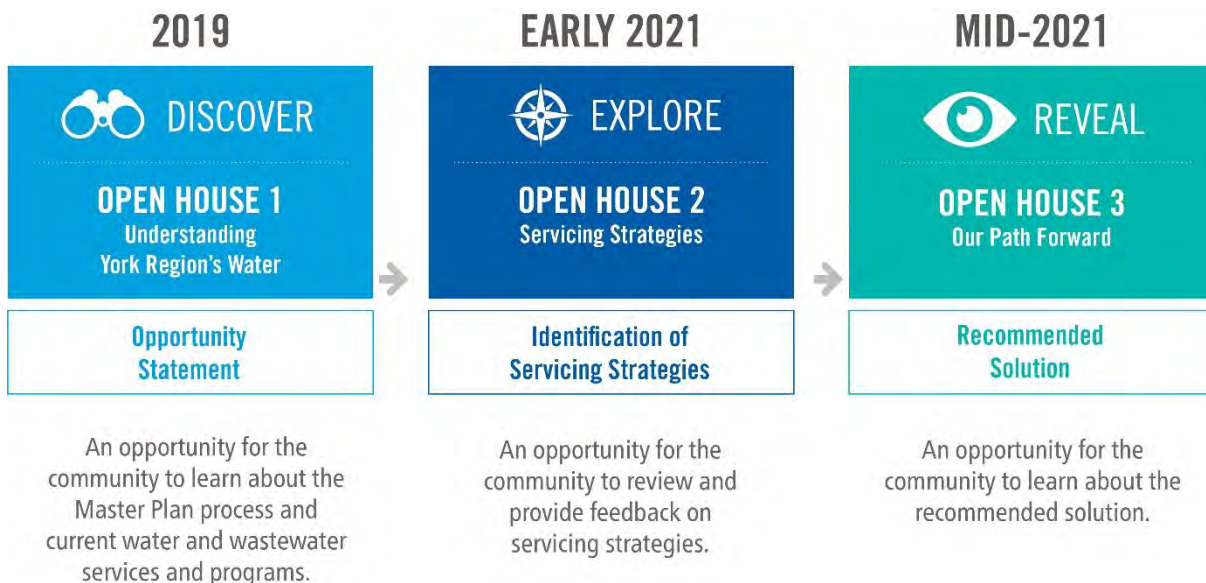 2019
DISCOVER
OPEN HOUSE 1
Understanding
York Region's Water
Opportunity
Statement
An opportunity for the
community to learn about the
Master Plan process and
current water and wastewater
services and programs.
EARLY 2021
EXPLORE
OPEN HOUSE 2
Servicing Strategies
Identification of
Servicing Strategies
An opportunity for the
community to review and
provide feedback on
servicing strategies.
MID-2021
REVEAL
OPEN HOUSE 3
Our Path Forward
Recommended
Solution
An opportunity for the
community to learn about the
recommended solution.